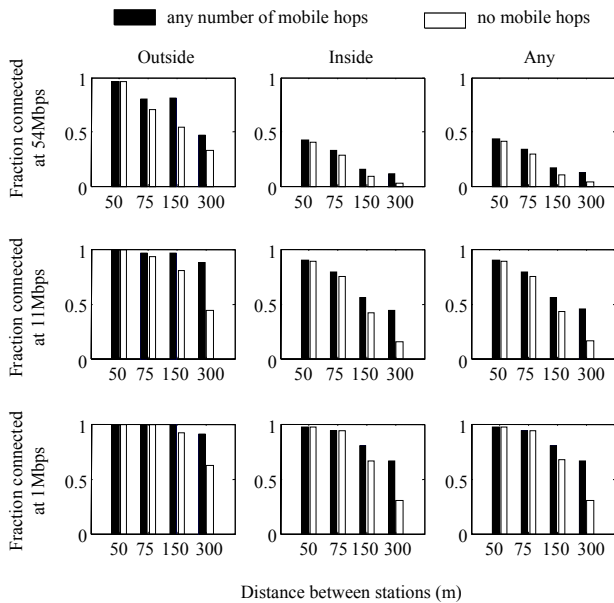 any number of mobile hops
no mobile hops
Outside
Inside
Any
Fraction connected
at 54Mbps
1
0.5
0
50 75 150 300
1
0.5
0
50 75 150 300
1
0.5
0
50 75 150 300
Fraction connected
at 11Mbps
1
0.5
0
50 75 150 300
1
0.5
0
50 75 150 300
1
0.5
0
50 75 150 300
Fraction connected
at 1Mbps
1
0.5
0
50 75 150 300
1
0.5
0
50 75 150 300
1
0.5
0
50 75 150 300
Distance between stations (m)